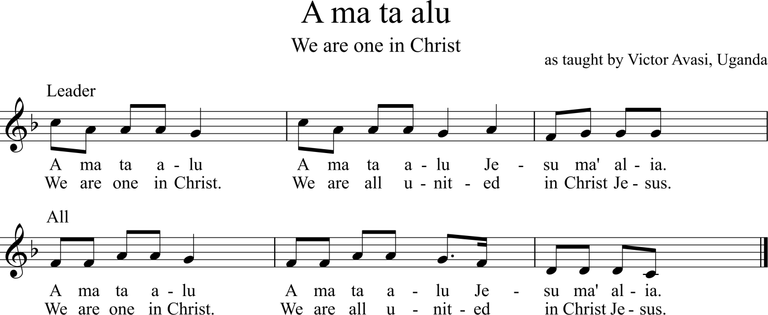 A ma ta alu
We are one in Christ
as taught by Victor Avasi, Uganda
Leader
A ma ta a - lu A ma ta a - lu Je - su ma' al - ia.
We are one in Christ. We are all u - nit - ed in Christ Je - sus.
All
A ma ta a - lu A ma ta a - lu Je - su ma' al - ia.
We are one in Christ. We are all u - nit - ed in Christ Je - sus.